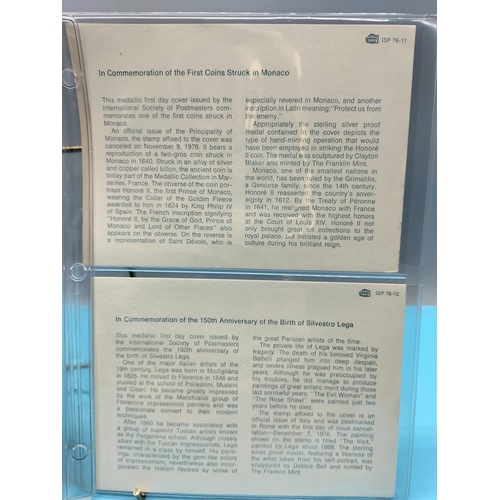 ISP 76-11
In Commemoration of the First Coins Struck in Monaco
This medallic first day cover issued by the
International Society of Postmasters com-
memorates one of the first coins struck in
Monaco.
An official issue of the Principality of
Monaco, the stamp affixed to the cover was
cancelled on November 9, 1976. It bears a
reproduction of a two-gros coin struck in
Monaco in 1640. Struck in an alloy of silver
and copper called billon, the ancient coin is
today part of the Medallic Collection in Mar-
seilles, France. The obverse of the coin por-
trays Honoré II, the first Prince of Monaco,
wearing the Collar of the Golden Fleece
awarded to him in 1624 by King Philip IV
of Spain. The French inscription signifying
"Honoré II, by the Grace of God, Prince of
Monaco and Lord of Other Places" also
appears on the obverse. On the reverse is
a representation of Saint Dévote, who is
especially revered in Monaco, and another
inscription in Latin meaning: "Protect us from
the enemy."
Appropriately the sterling silver proof
medal contained in the cover depicts the
type of hand-minting operation that would
have been employed in striking the Honoré
II coin. The medal was sculptured by Clayton
Blaker and minted by The Franklin Mint.
Monaco, one of the smallest nations in
the world, has been ruled by the Grimaldis,
a Genoese family, since the 14th century.
Honoré II reasserted the country's sover-
eignty in 1612. By the Treaty of Péronne
in 1641, he realigned Monaco with France
and was received with the highest honors
at the Court of Louis XIV. Honoré II not
only brought great art collections to the
royal palace, but initiated a golden age of
culture during his brilliant reign.
ISP 76-12
In Commemoration of the 150th Anniversary of the Birth of Silvestro Lega
This medallic first day cover issued by
the International Society of Postmasters
commemorates the 150th anniversary of
the birth of Silvestro Lega.
One of the major Italian artists of the
19th century, Lega was born in Modigliana
in 1826. He moved to Florence in 1846 and
studied at the school of Pollastrini, Mussini
and Ciseri. He became greatly impressed
by the work of the Macchiaioli group of
Florentine impressionist painters and was
a passionate convert to their modern
techniques.
After 1860 he became associated with
a group of superior Tuscan artists known
as the Pergentina school. Although closely
allied with the Tuscan impressionists, Lega
remained in a class by himself. His paint-
ings, characterized by the gem-like colors
of impressionism, nevertheless also incor-
porated the realism favored by some of
the great Parisian artists of the time.
The private life of Lega was marked by
tragedy. The death of his beloved Virginia
Battelli plunged him into deep despair,
and severe illness plagued him in his later
years. Although he was preoccupied by
his troubles, he did manage to produce
paintings of great artistic merit during those
last sorrowful years. "The Evil Woman" and
"The Rose Shawl" were painted just two
years before he died.
The stamp affixed to the cover is an
official issue of Italy and was postmarked
in Rome with the first day of issue cancel-
lation—December 7, 1976. The painting
shown on the stamp is titled "The Visit,"
painted by Lega about 1868. The sterling
silver proof medal, featuring a likeness of
the artist taken from his self-portrait, was
sculptured by Debbie Bell and minted by
The Franklin Mint.